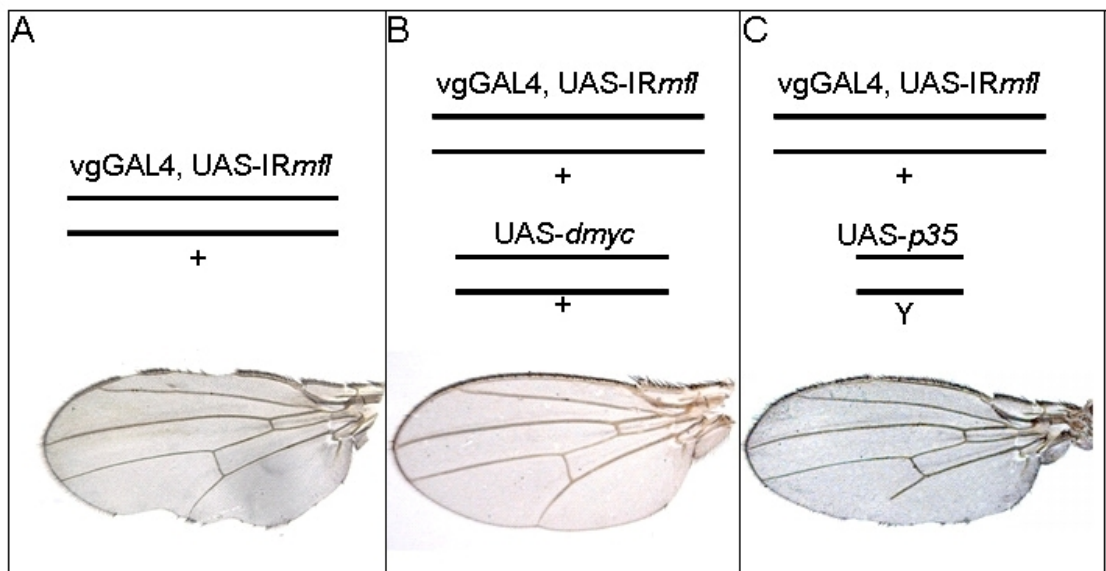 A
vgGAL4, UAS-IRmfl
+
B
vgGAL4, UAS-IRmfl
+
UAS-dmyc
+
C
vgGAL4, UAS-IRmfl
+
UAS-p35
Y